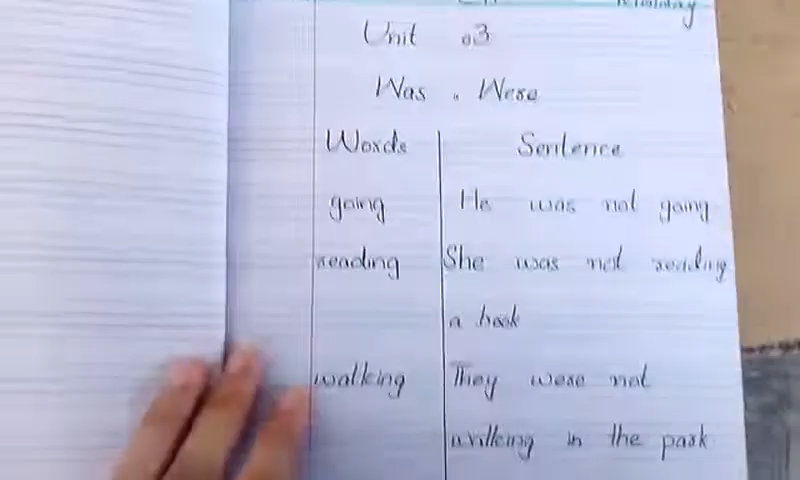 Monday
Unit 03
Was . Were
Words Sentence
going He was not going
reading She was not reading
a book
walking They were not
walking in the park